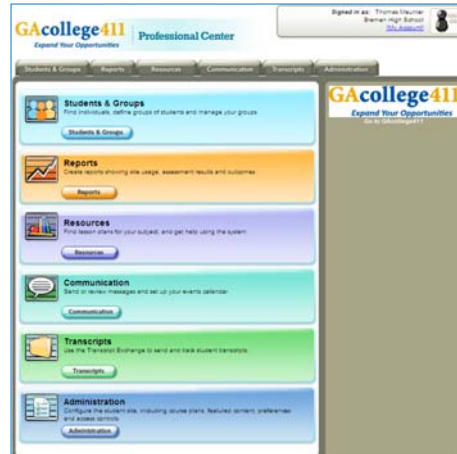 GAcollege411
Expand Your Opportunities
Professional Center
Signed in as: Thomas Meunier
Bremen High School
[My Account]
Students & Groups Reports Resources Communication Transcripts Administration
Students & Groups
Find individuals, define groups of students and manage your groups
Students & Groups
Reports
Create reports showing site usage, assessment results and outcomes
Reports
Resources
Find lesson plans for your subject, and get help using the system
Resources
Communication
Send or review messages and set up your events calendar
Communication
Transcripts
Use the Transcript Exchange to send and track student transcripts
Transcripts
Administration
Configure the student site, including course plans, featured content, preferences
and access controls
Administration
GAcollege411
Expand Your Opportunities
Go to GAcollege411